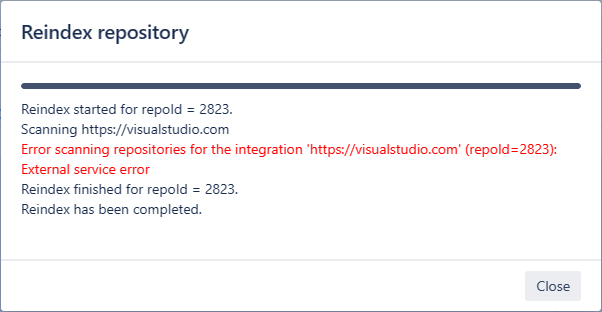 Reindex repository
Reindex started for repoId = 2823.
Scanning https://visualstudio.com
Error scanning repositories for the integration 'https://visualstudio.com' (repoId=2823):
External service error
Reindex finished for repoId = 2823.
Reindex has been completed.
Close